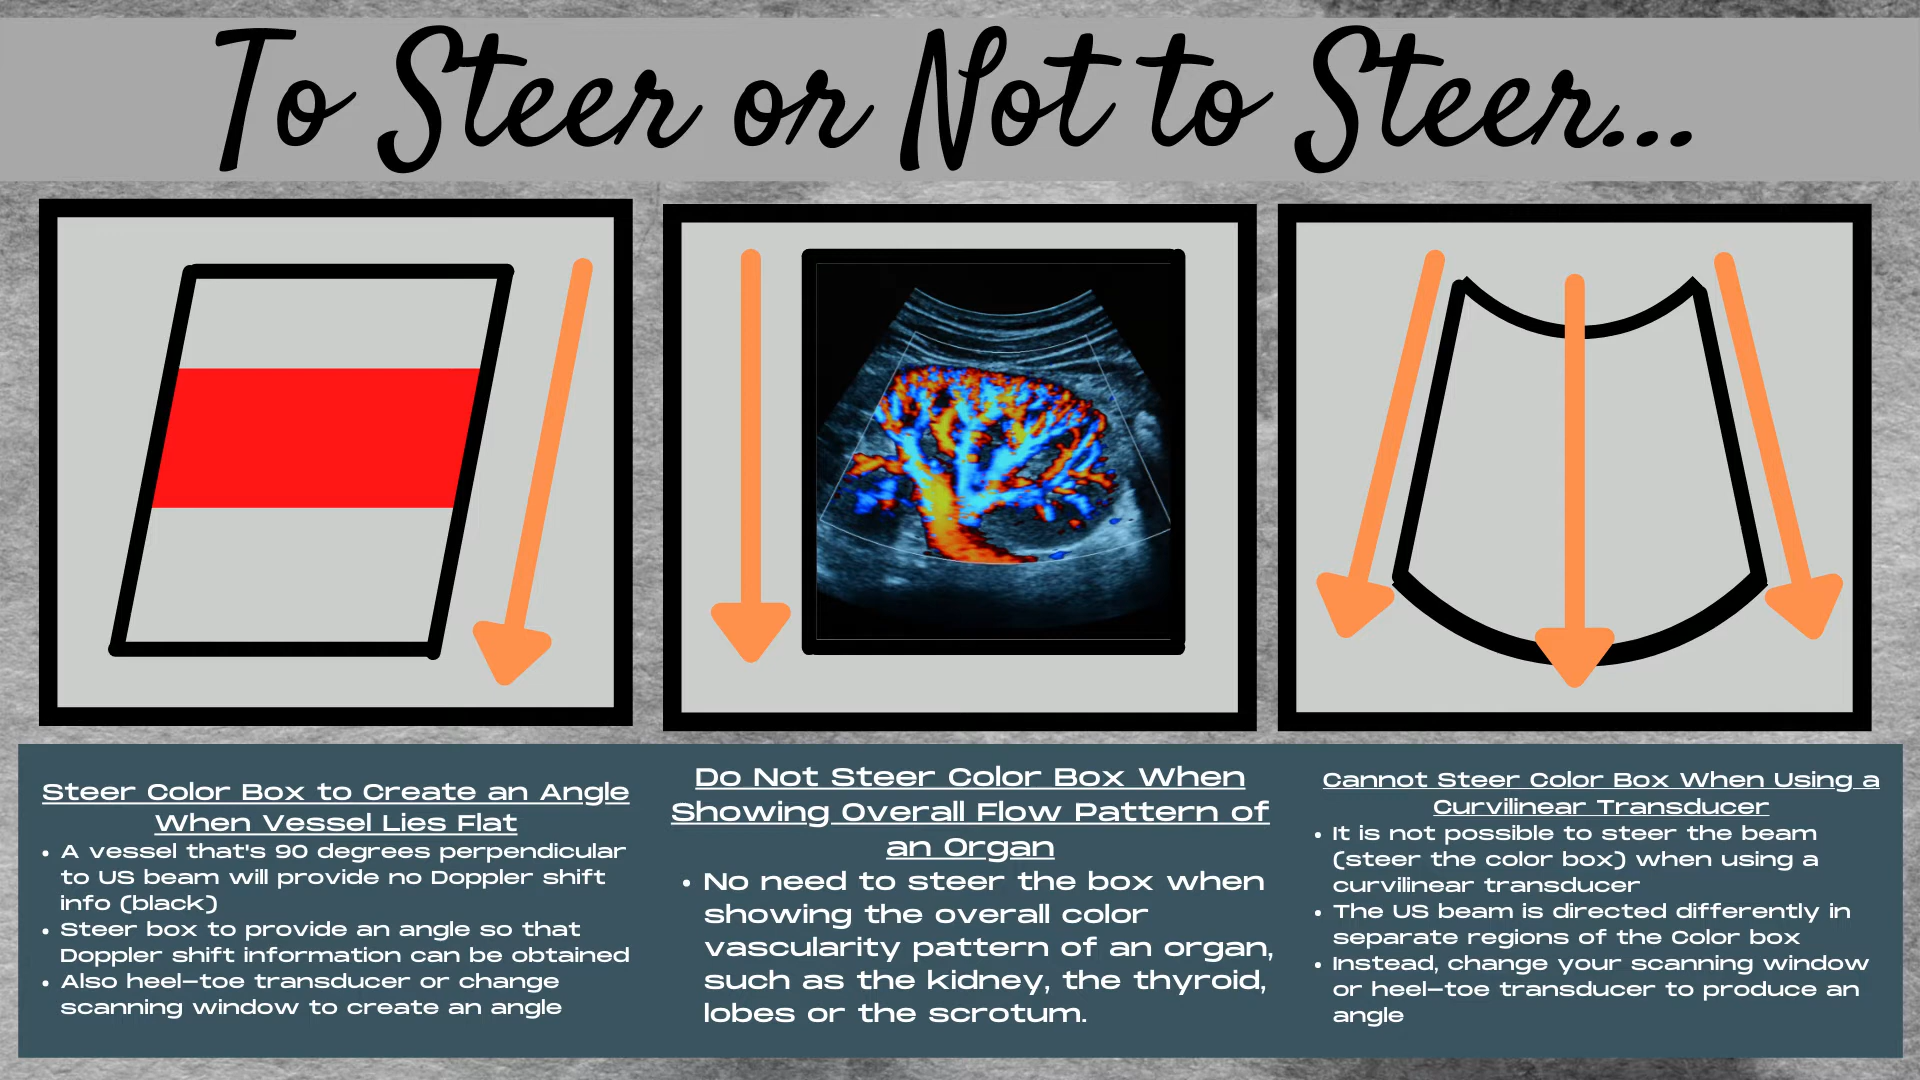 To Steer or Not to Steer...
Steer Color Box to Create an Angle
When Vessel Lies Flat
• A vessel that's 90 degrees perpendicular
to US beam will provide no Doppler shift
info (black)
• Steer box to provide an angle so that
Doppler shift information can be obtained
• Also heel-toe transducer or change
scanning window to create an angle
Do Not Steer Color Box When
Showing Overall Flow Pattern of
an Organ
• No need to steer the box when
showing the overall color
vascularity pattern of an organ,
such as the kidney, the thyroid,
lobes or the scrotum.
Cannot Steer Color Box When Using a
Curvilinear Transducer
• It is not possible to steer the beam
(steer the color box) when using a
curvilinear transducer
• The US beam is directed differently in
separate regions of the Color box
• Instead, change your scanning window
or heel-toe transducer to produce an
angle